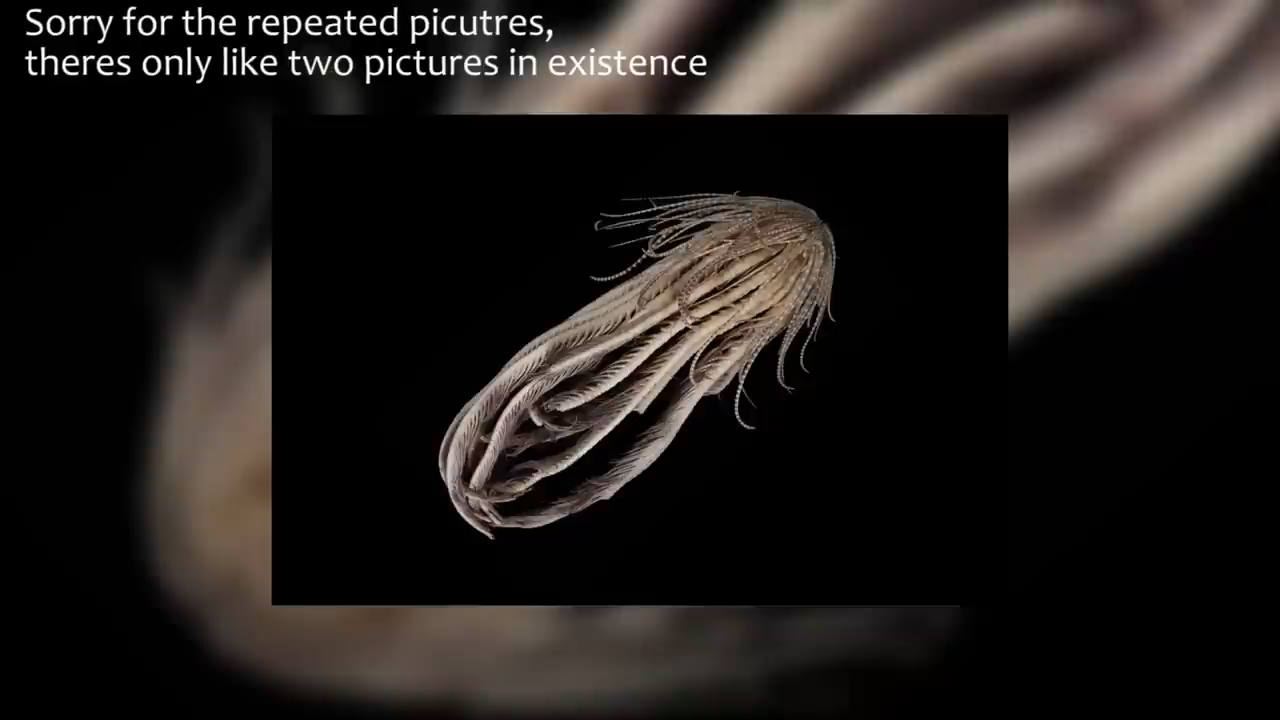 Sorry for the repeated picutres,
theres only like two pictures in existence